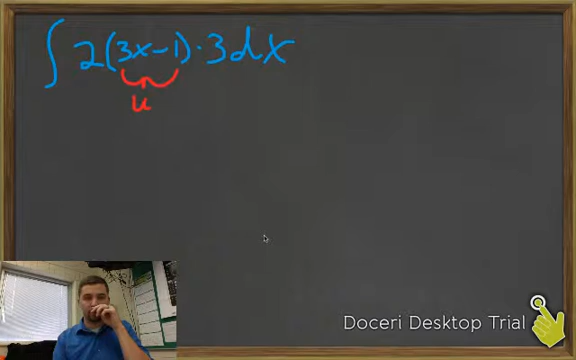 ∫ 2(3x−1)·3dx
u
Doceri Desktop Trial